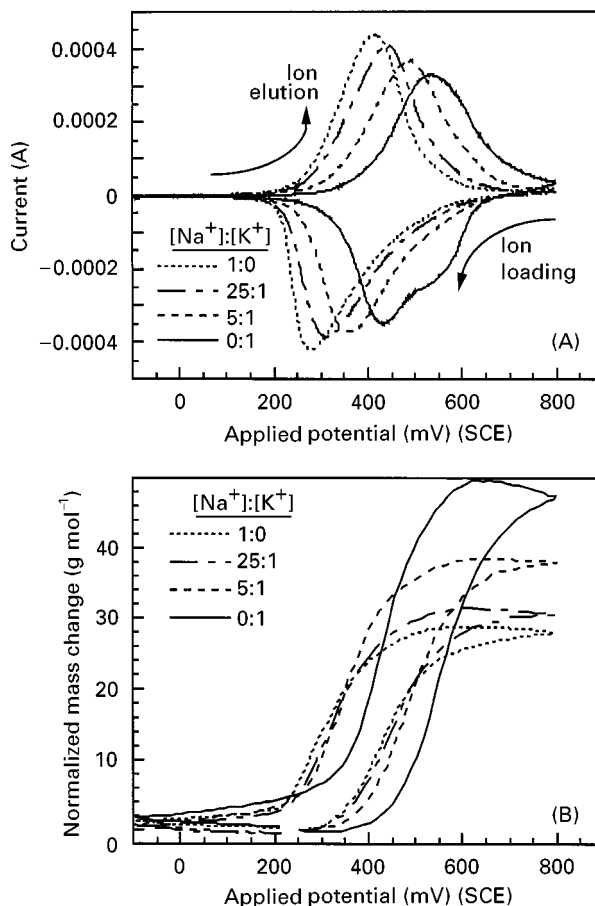 0.0004
0.0002
0
−0.0002
−0.0004
Current (A)
Ion
elution
Ion
loading
[Na+]:[K+]
1:0
25:1
5:1
0:1
(A)
0 200 400 600 800
Applied potential (mV) (SCE)
[Na+]:[K+]
1:0
25:1
5:1
0:1
40
30
20
10
0
Normalized mass change (g mol−1)
(B)
0 200 400 600 800
Applied potential (mV) (SCE)